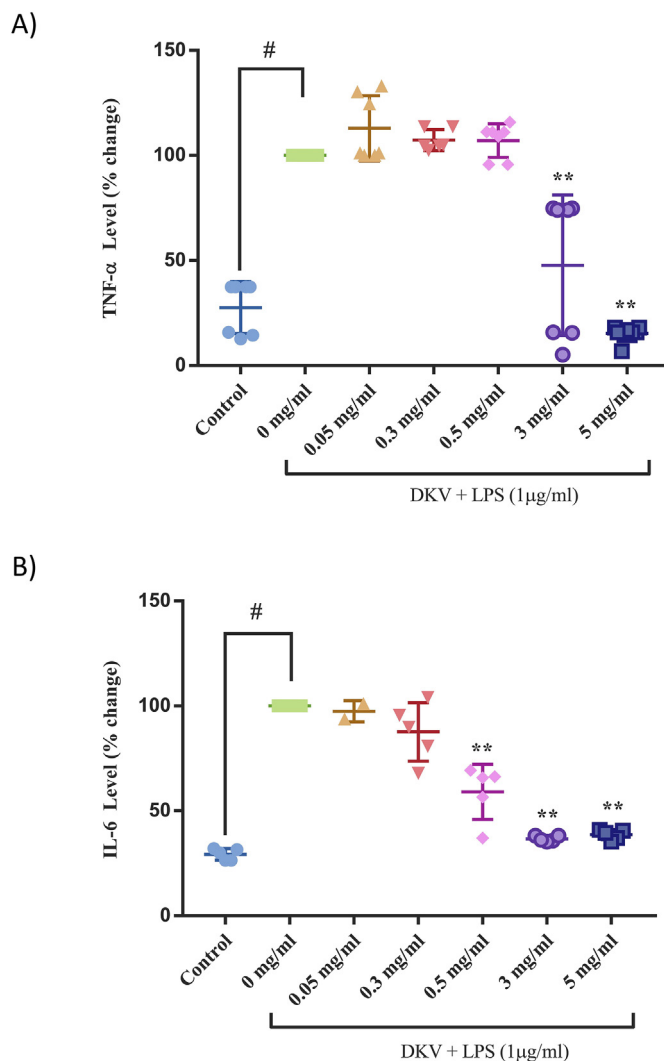 A)
TNF-α Level (% change)
150
100
50
0
#
**
**
Control
0 mg/ml
0.05 mg/ml
0.3 mg/ml
0.5 mg/ml
3 mg/ml
5 mg/ml
DKV + LPS (1μg/ml)
B)
IL-6 Level (% change)
150
100
50
0
#
**
**
**
Control
0 mg/ml
0.05 mg/ml
0.3 mg/ml
0.5 mg/ml
3 mg/ml
5 mg/ml
DKV + LPS (1μg/ml)